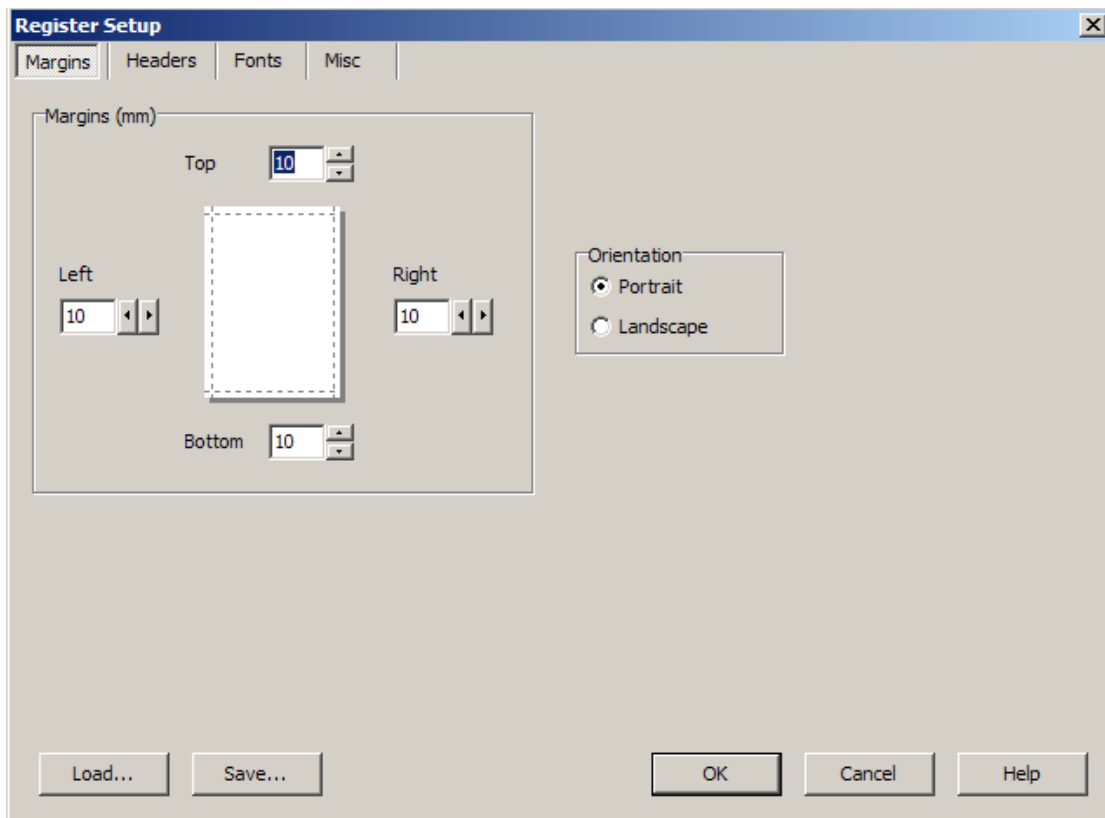 Register Setup
Margins Headers Fonts Misc
Margins (mm)
Top 10
Left
10
Right
10
Bottom 10
Orientation
Portrait
Landscape
Load... Save... OK Cancel Help